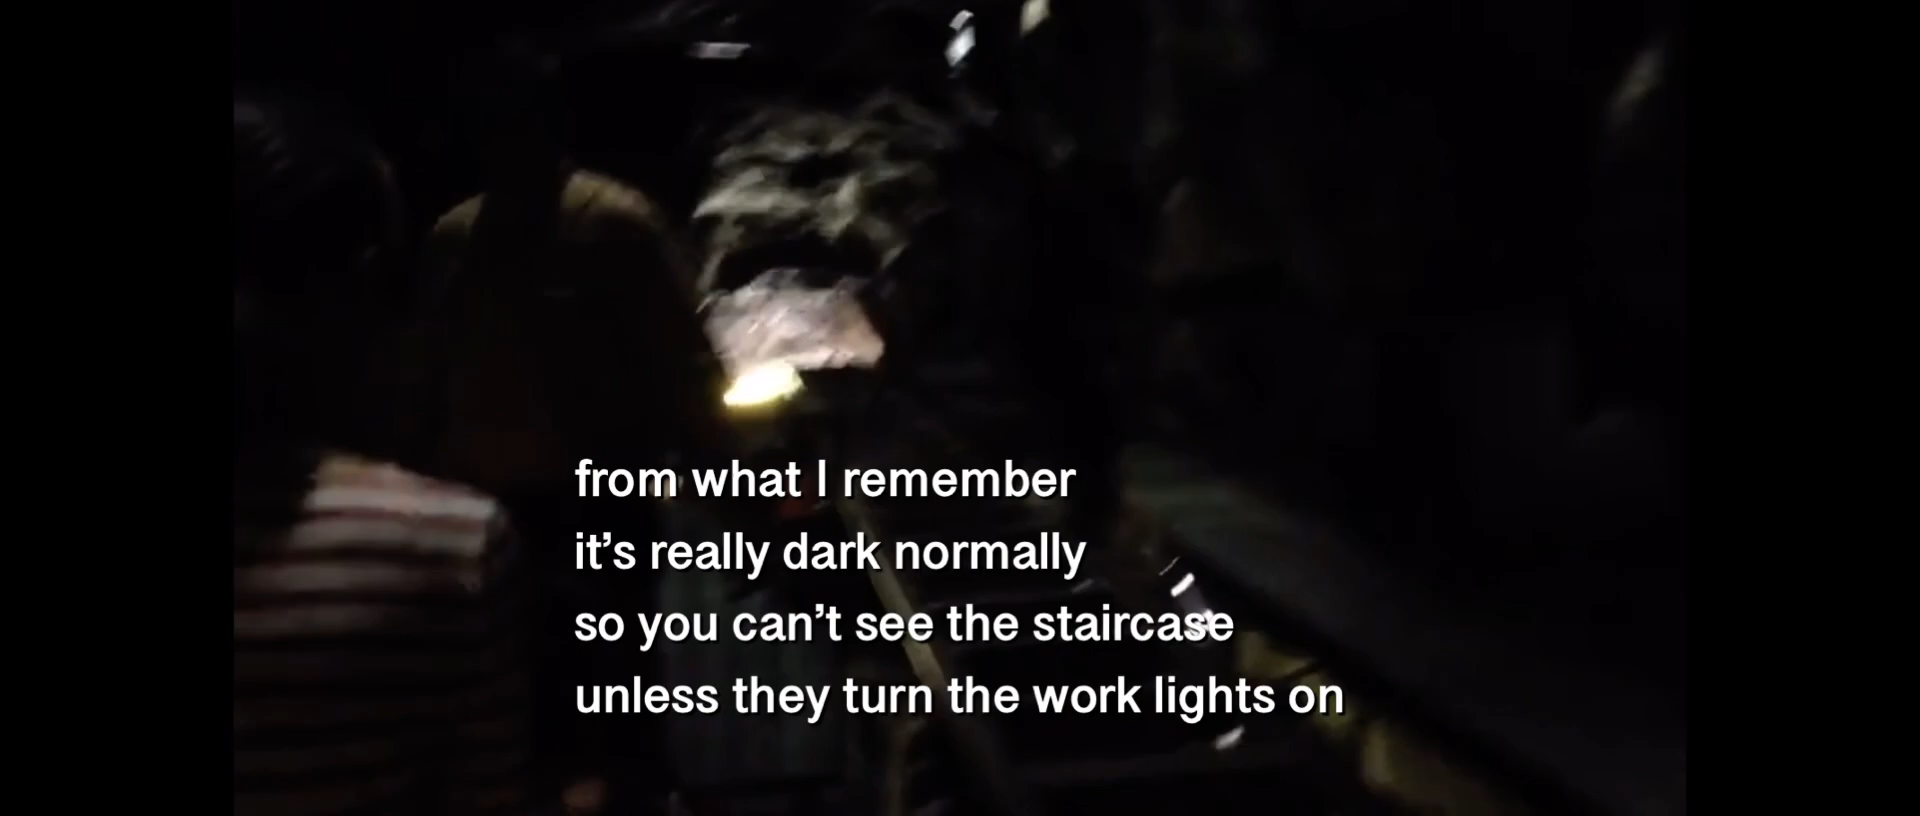 from what I remember
it’s really dark normally
so you can’t see the staircase
unless they turn the work lights on